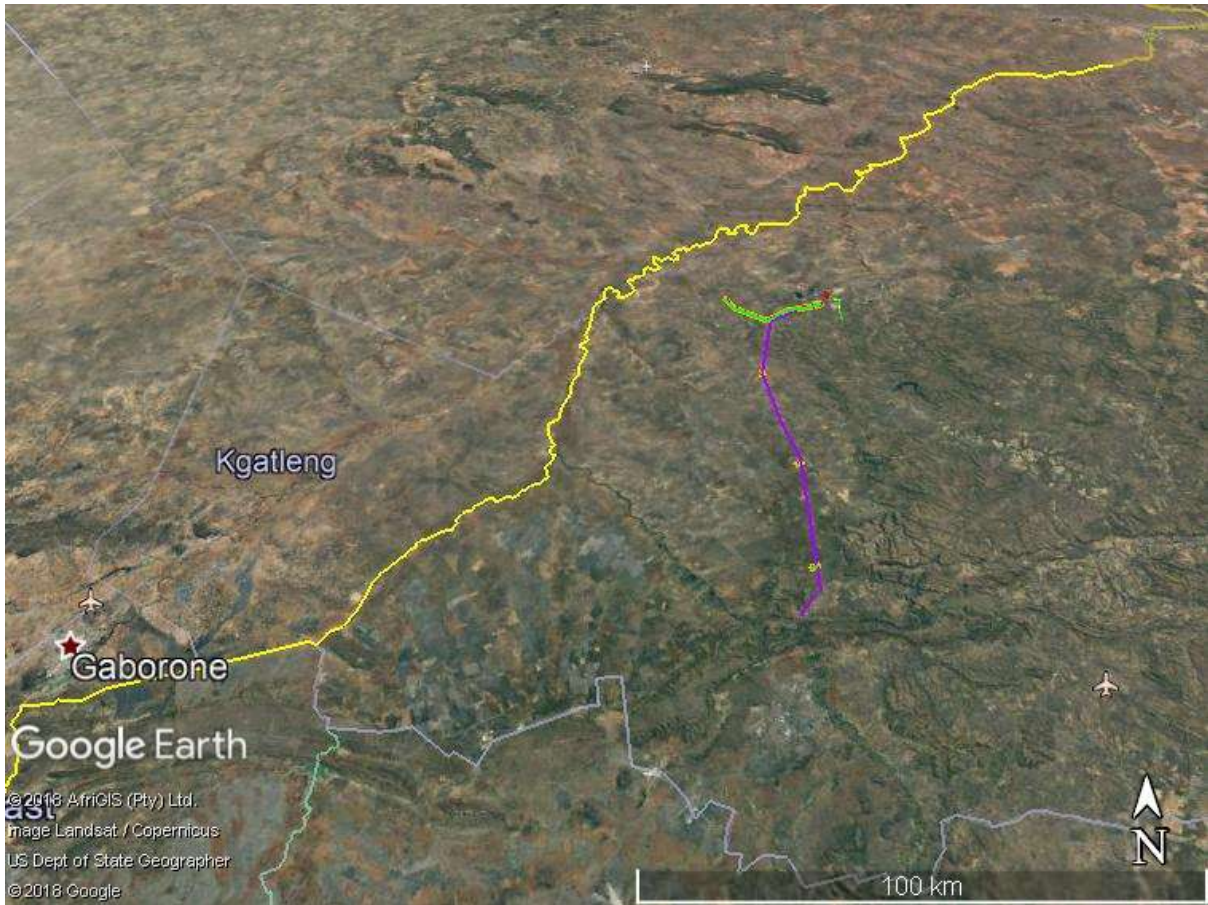 Kgatleng
Gaborone
Google Earth
© 2018 AfriGIS (Pty) Ltd.
ast
Image Landsat / Copernicus
US Dept of State Geographer
© 2018 Google
N
100 km